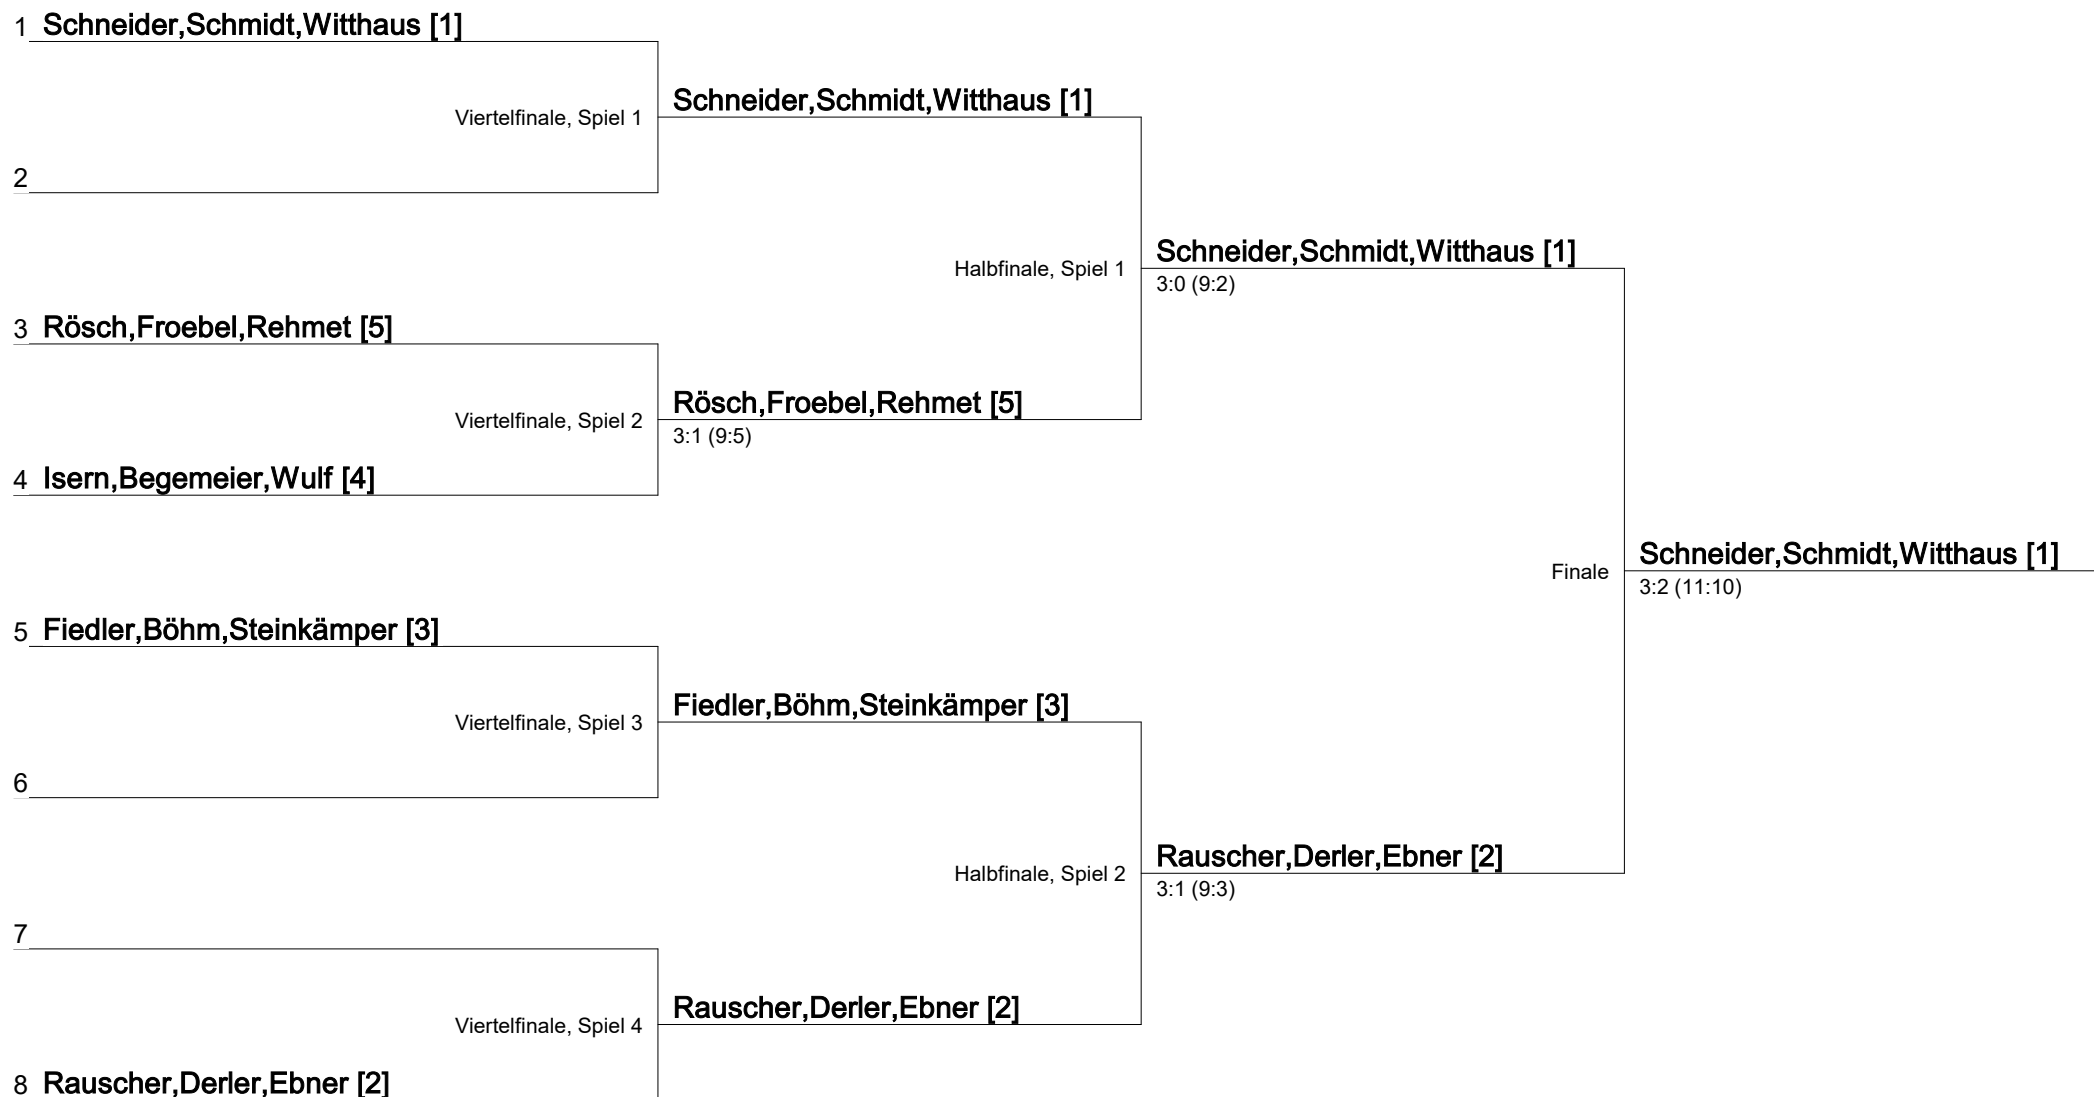 1 Schneider,Schmidt,Witthaus [1]
Schneider,Schmidt,Witthaus [1]
Viertelfinale, Spiel 1
2
Schneider,Schmidt,Witthaus [1]
Halbfinale, Spiel 1
3:0 (9:2)
3 Rösch,Froebel,Rehmet [5]
Rösch,Froebel,Rehmet [5]
Viertelfinale, Spiel 2
3:1 (9:5)
4 Isern,Begemeier,Wulf [4]
Schneider,Schmidt,Witthaus [1]
Finale
3:2 (11:10)
5 Fiedler,Böhm,Steinkämper [3]
Fiedler,Böhm,Steinkämper [3]
Viertelfinale, Spiel 3
6
Rauscher,Derler,Ebner [2]
Halbfinale, Spiel 2
3:1 (9:3)
7
Rauscher,Derler,Ebner [2]
Viertelfinale, Spiel 4
8 Rauscher,Derler,Ebner [2]